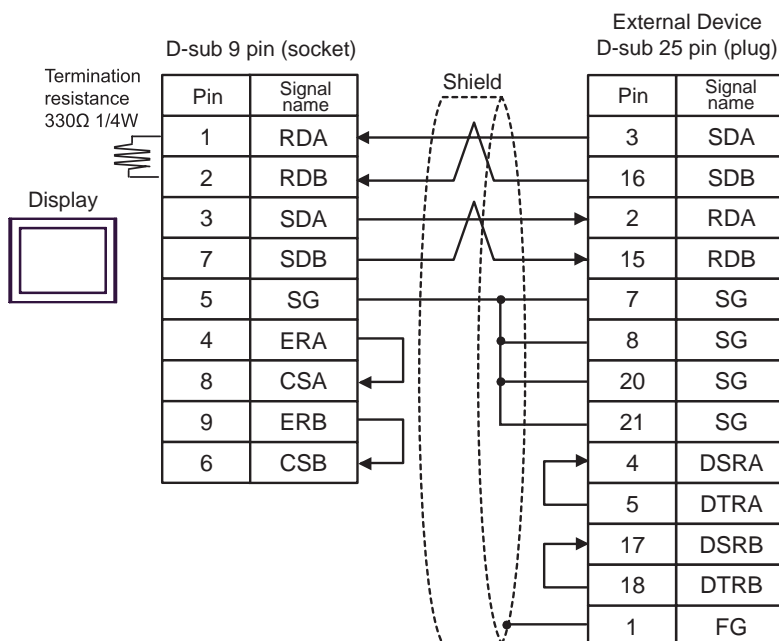 External Device
D-sub 9 pin (socket)
D-sub 25 pin (plug)
Termination
resistance
330Ω 1/4W
Shield
Display
Pin Signal name
1 RDA
2 RDB
3 SDA
7 SDB
5 SG
4 ERA
8 CSA
9 ERB
6 CSB
Pin Signal name
3 SDA
16 SDB
2 RDA
15 RDB
7 SG
8 SG
20 SG
21 SG
4 DSRA
5 DTRA
17 DSRB
18 DTRB
1 FG